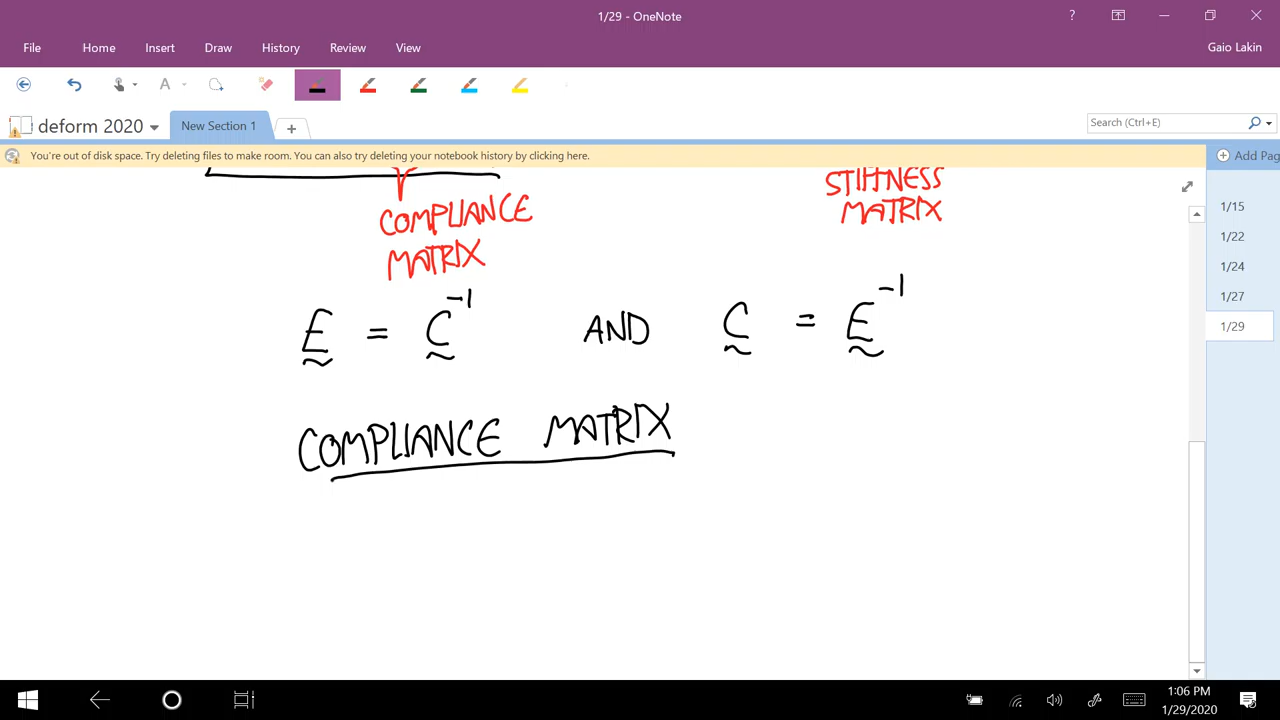 1/29 - OneNote
?
File Home Insert Draw History Review View
Gaio Lakin
A
deform 2020
New Section 1
+
Search (Ctrl+E)
You're out of disk space. Try deleting files to make room. You can also try deleting your notebook history by clicking here.
Add Pag
1/15
1/22
1/24
1/27
1/29
COMPLIANCE
MATRIX
STIFFNESS
MATRIX
E = C⁻¹ AND C = E⁻¹
COMPLIANCE MATRIX
1:06 PM
1/29/2020